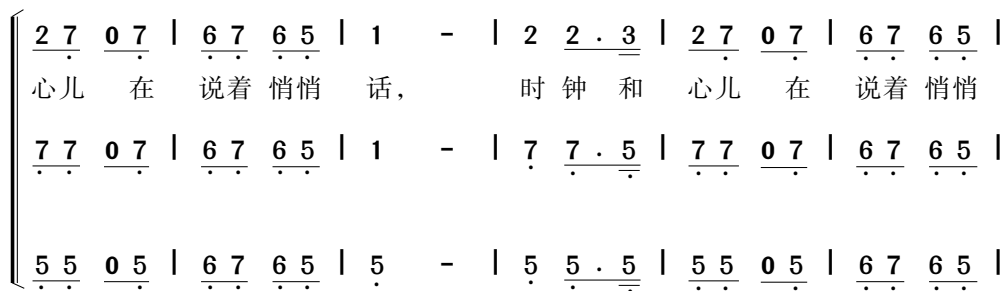 2 7 0 7 | 6 7 6 5 | 1 - | 2 2 . 3 | 2 7 0 7 | 6 7 6 5 |
心儿 在 说着 悄悄 话, 时 钟 和 心儿 在 说着 悄悄
7 7 0 7 | 6 7 6 5 | 1 - | 7 7 . 5 | 7 7 0 7 | 6 7 6 5 |
5 5 0 5 | 6 7 6 5 | 5 - | 5 5 . 5 | 5 5 0 5 | 6 7 6 5 |